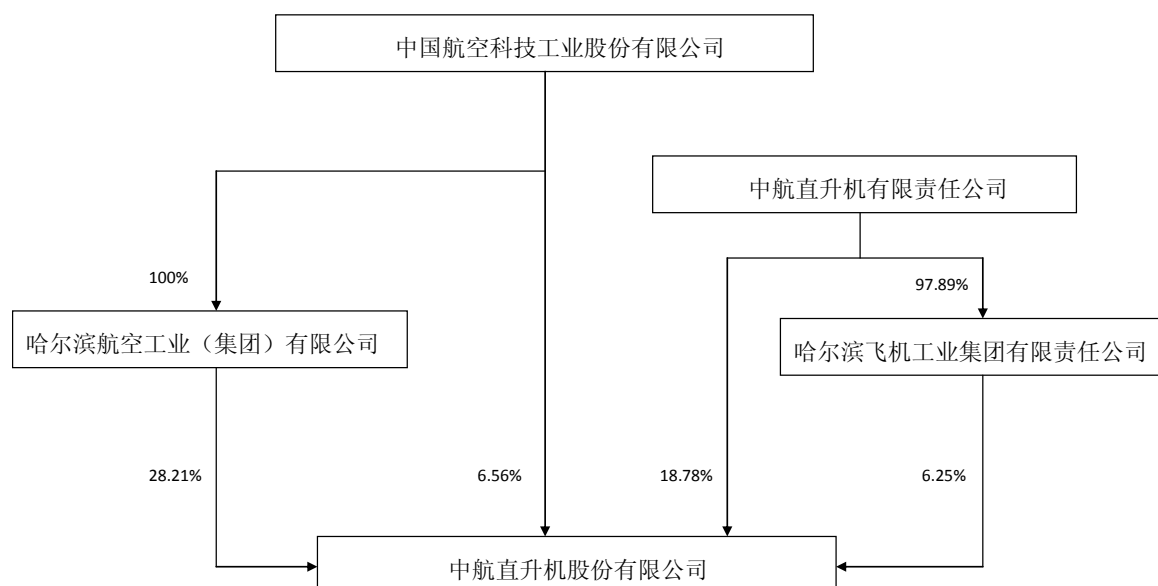 中国航空科技工业股份有限公司
中航直升机有限责任公司
100%
97.89%
哈尔滨航空工业（集团）有限公司
哈尔滨飞机工业集团有限责任公司
28.21%
6.56%
18.78%
6.25%
中航直升机股份有限公司